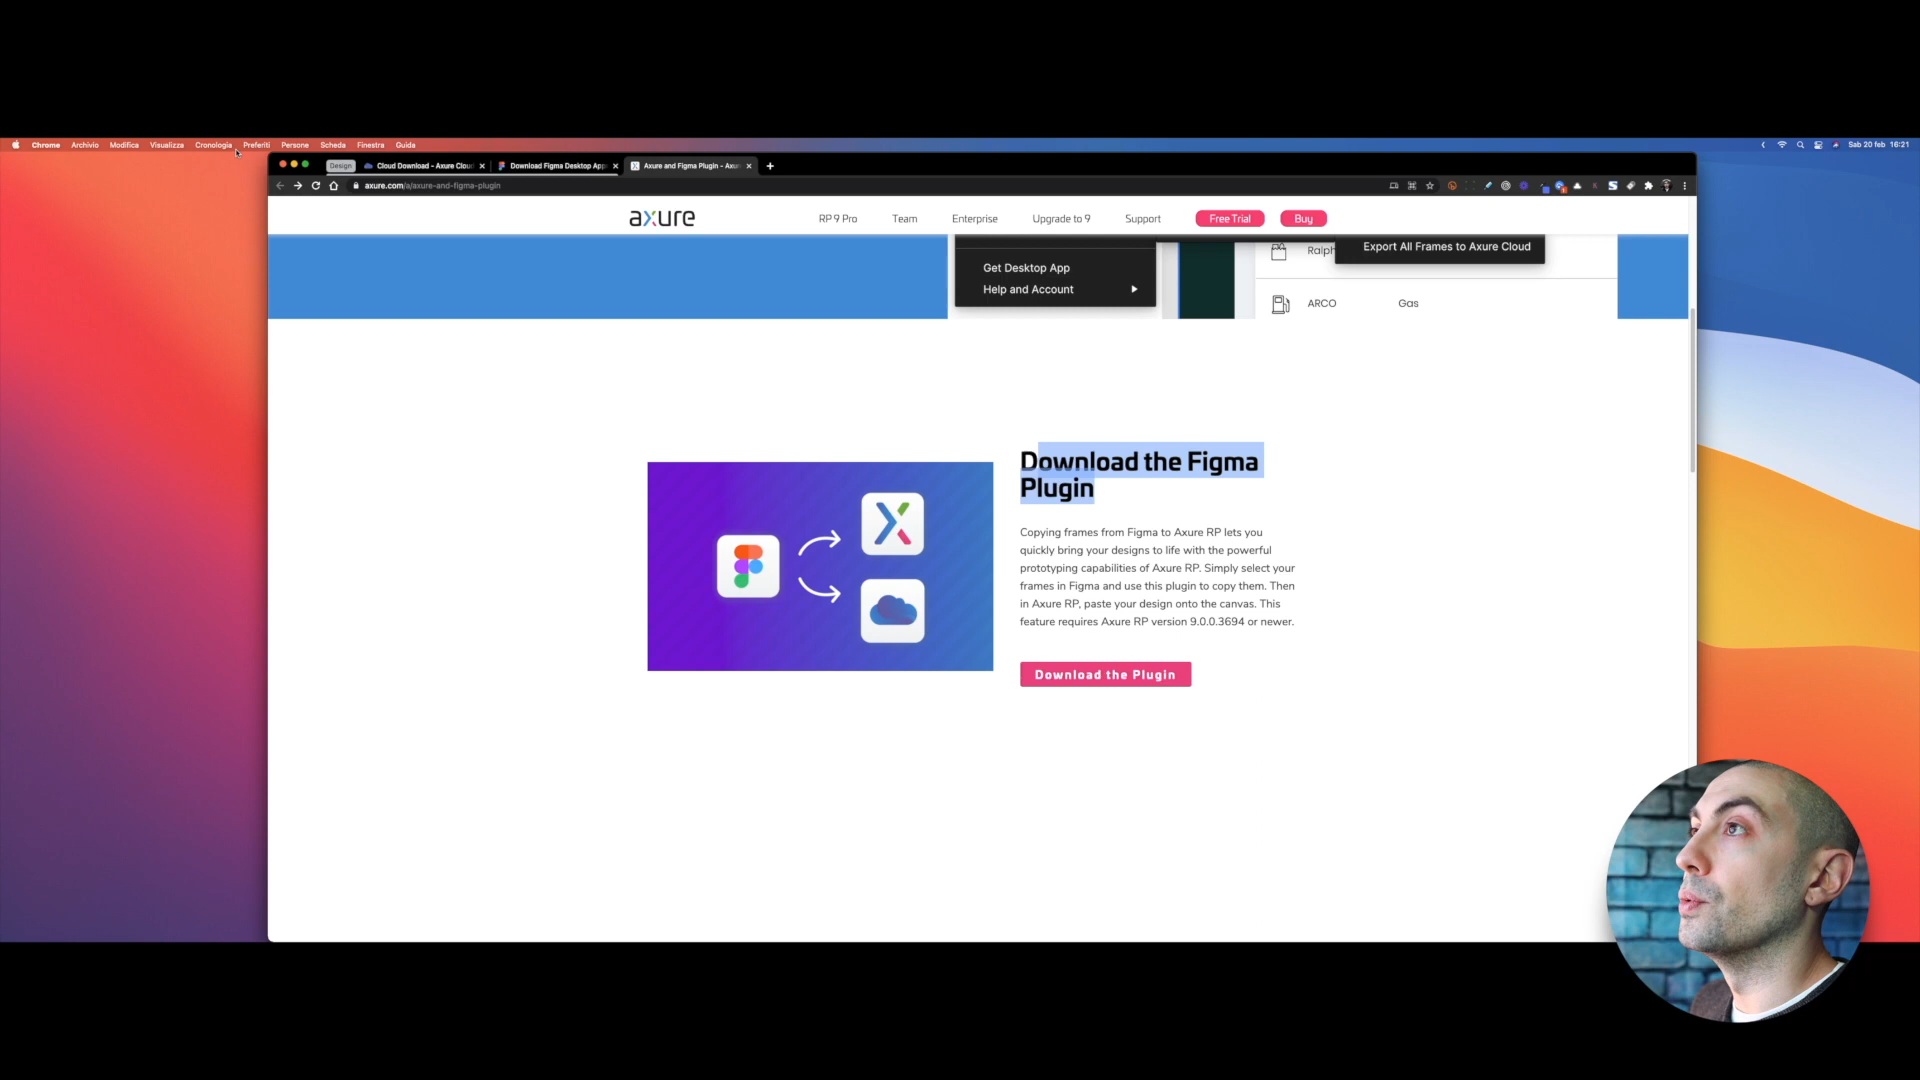 Chrome Archivio Modifica Visualizza Cronologia Preferiti Persone Scheda Finestra Guida
Sab 20 feb 16:21
Design
Cloud Download - Axure Cloud
Download Figma Desktop App
Axure and Figma Plugin - Axu
axure.com/a/axure-and-figma-plugin
axure
RP 9 Pro
Team
Enterprise
Upgrade to 9
Support
Free Trial
Buy
Export All Frames to Axure Cloud
Ralph
Get Desktop App
Help and Account
ARCO
Gas
Download the Figma
Plugin
Copying frames from Figma to Axure RP lets you
quickly bring your designs to life with the powerful
prototyping capabilities of Axure RP. Simply select your
frames in Figma and use this plugin to copy them. Then
in Axure RP, paste your design onto the canvas. This
feature requires Axure RP version 9.0.0.3694 or newer.
Download the Plugin